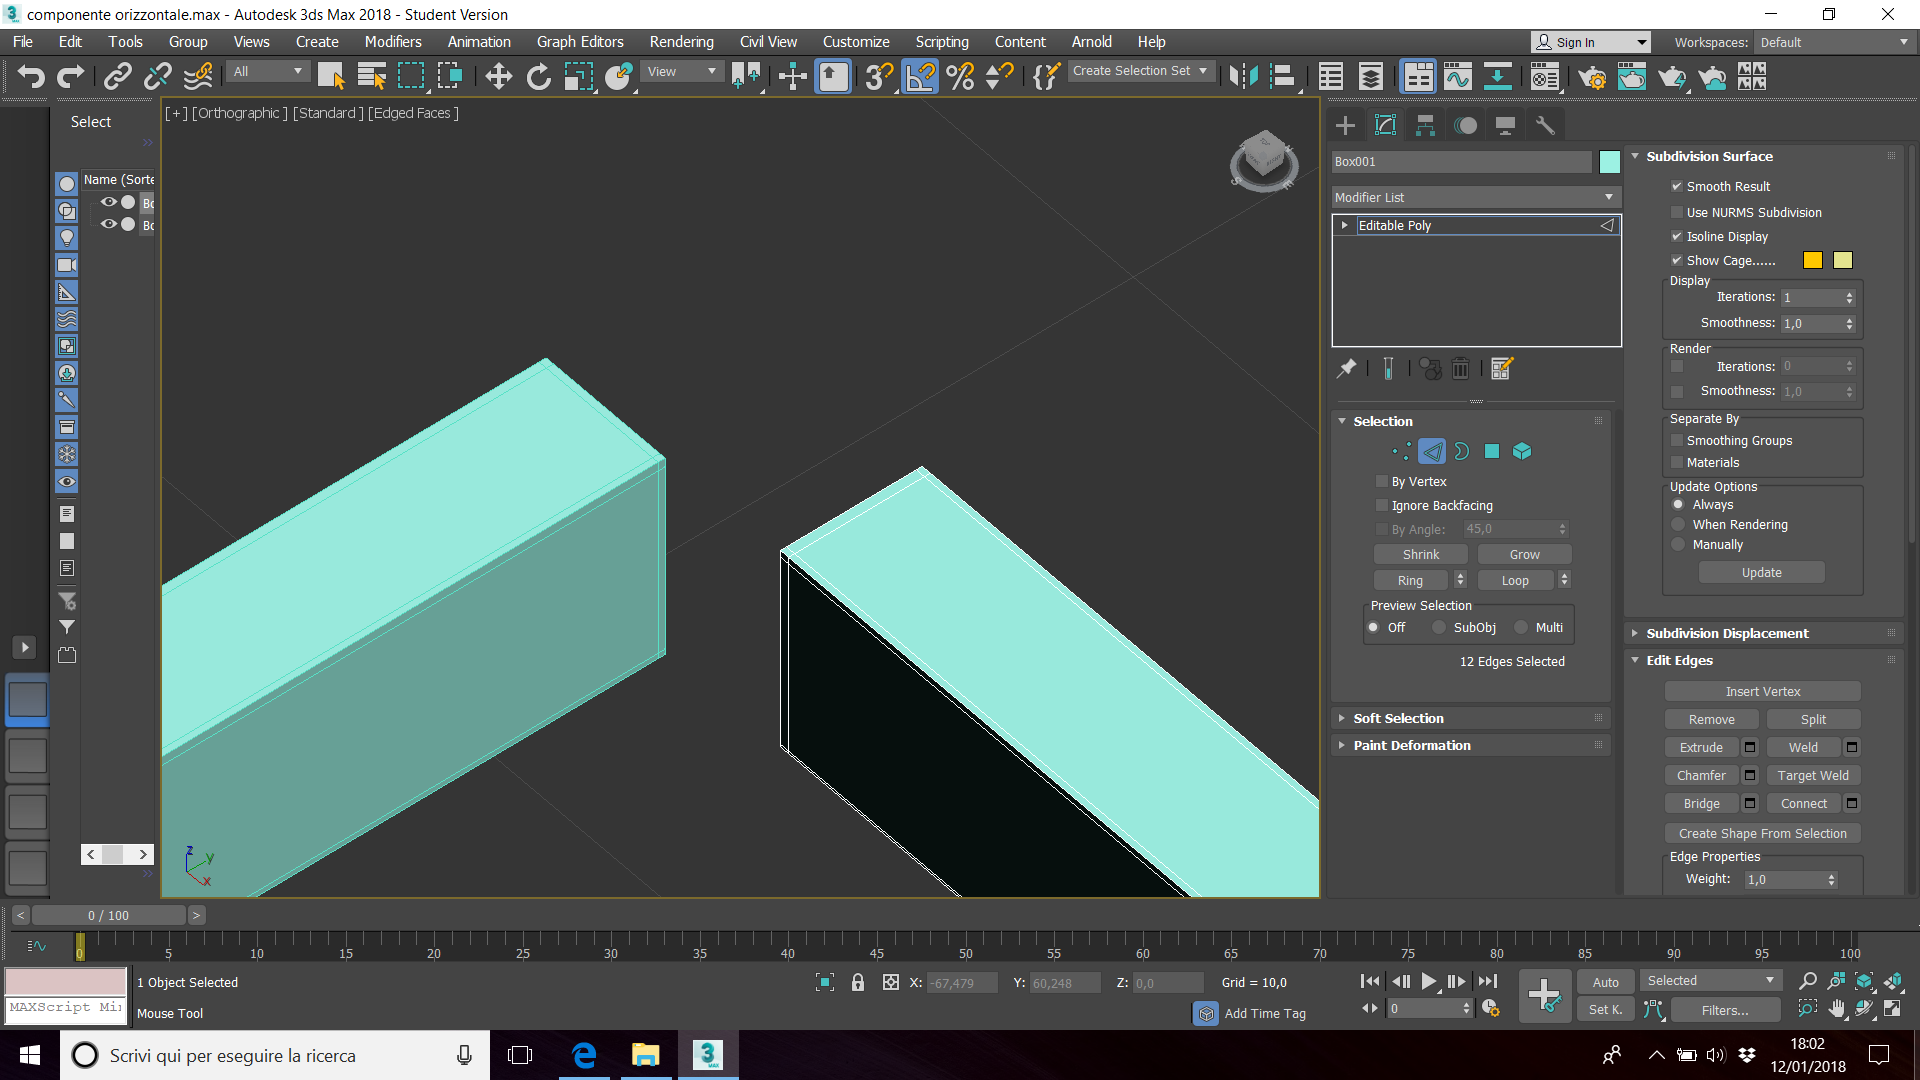 componente orizzontale.max - Autodesk 3ds Max 2018 - Student Version
File Edit Tools Group Views Create Modifiers Animation Graph Editors Rendering Civil View Customize Scripting Content Arnold Help
Sign In Workspaces: Default
All View Create Selection Set
[+] [Orthographic] [Standard] [Edged Faces]
Select
Name (Sorte
Bo
Bo
Box001
Modifier List
Editable Poly
Selection
By Vertex
Ignore Backfacing
By Angle: 45,0
Shrink Grow
Ring Loop
Preview Selection
Off SubObj Multi
12 Edges Selected
Soft Selection
Paint Deformation
Subdivision Surface
Smooth Result
Use NURMS Subdivision
Isoline Display
Show Cage......
Display
Iterations: 1
Smoothness: 1,0
Render
Iterations: 0
Smoothness: 1,0
Separate By
Smoothing Groups
Materials
Update Options
Always
When Rendering
Manually
Update
Subdivision Displacement
Edit Edges
Insert Vertex
Remove Split
Extrude Weld
Chamfer Target Weld
Bridge Connect
Create Shape From Selection
Edge Properties
Weight: 1,0
z y x
S E
< 0 / 100 >
0 5 10 15 20 25 30 35 40 45 50 55 60 65 70 75 80 85 90 95 100
1 Object Selected
X: -67,479 Y: 60,248 Z: 0,0 Grid = 10,0
Auto Selected
MAXScript Mi
Mouse Tool
Add Time Tag
0
Set K. Filters...
Scrivi qui per eseguire la ricerca
3
MAX
18:02
12/01/2018